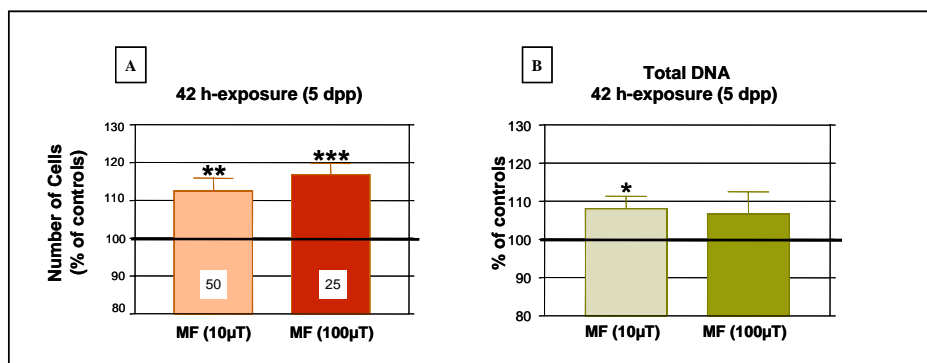 A
42 h-exposure (5 dpp)
Number of Cells
(% of controls)
130
120
110
100
90
80
**
***
50
25
MF (10µT)
MF (100µT)
B
Total DNA
42 h-exposure (5 dpp)
% of controls
130
120
110
100
90
80
*
MF (10µT)
MF (100µT)